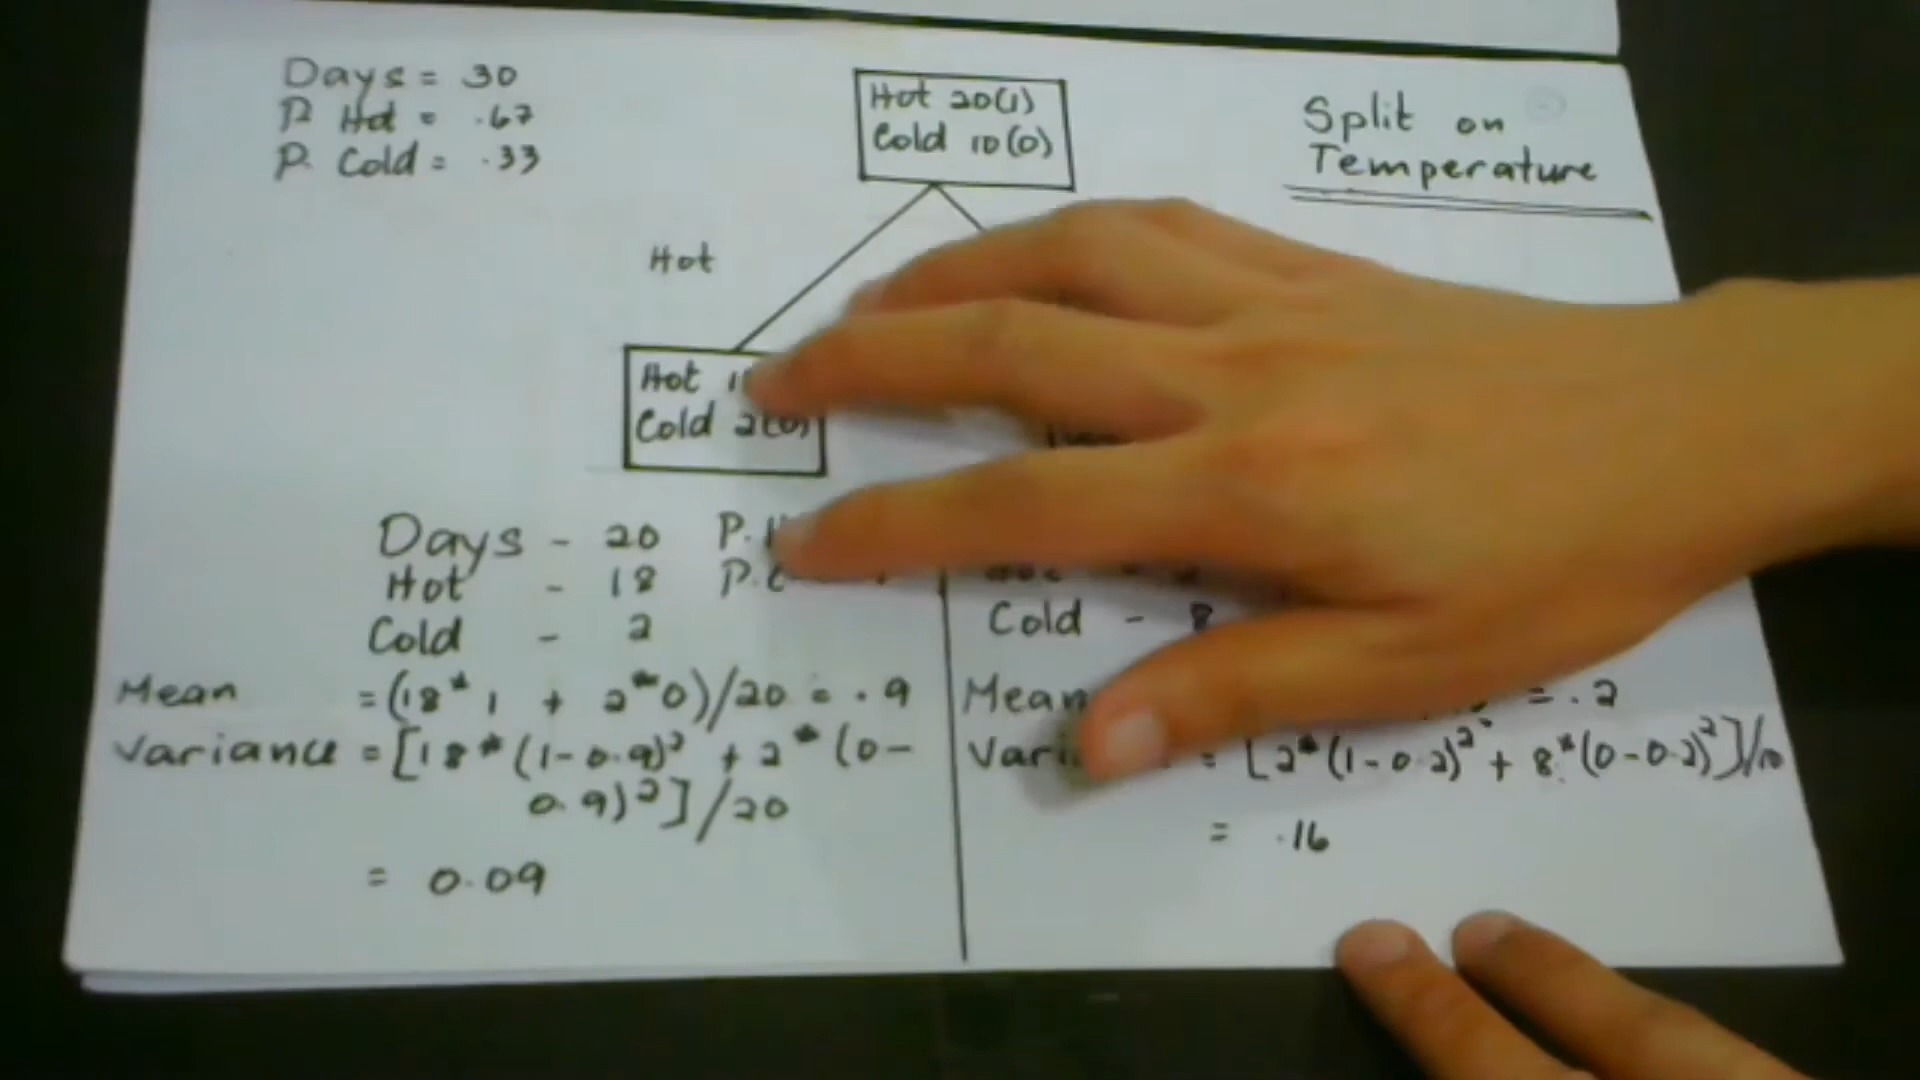 Days = 30
P Hot = .67
P. Cold = .33
Hot 20(1)
Cold 10(0)
Split on
Temperature
Hot
Hot
Cold 2(0)
Days - 20
Hot - 18
Cold - 2
Mean =(18*1 + 2*0)/20 = .9
Variance =[18*(1-0.9)² + 2*(0-
0.9)²]/20
= 0.09
Cold - 8
Mean = .2
= [2*(1-0.2)² + 8*(0-0.2)²]/10
= .16